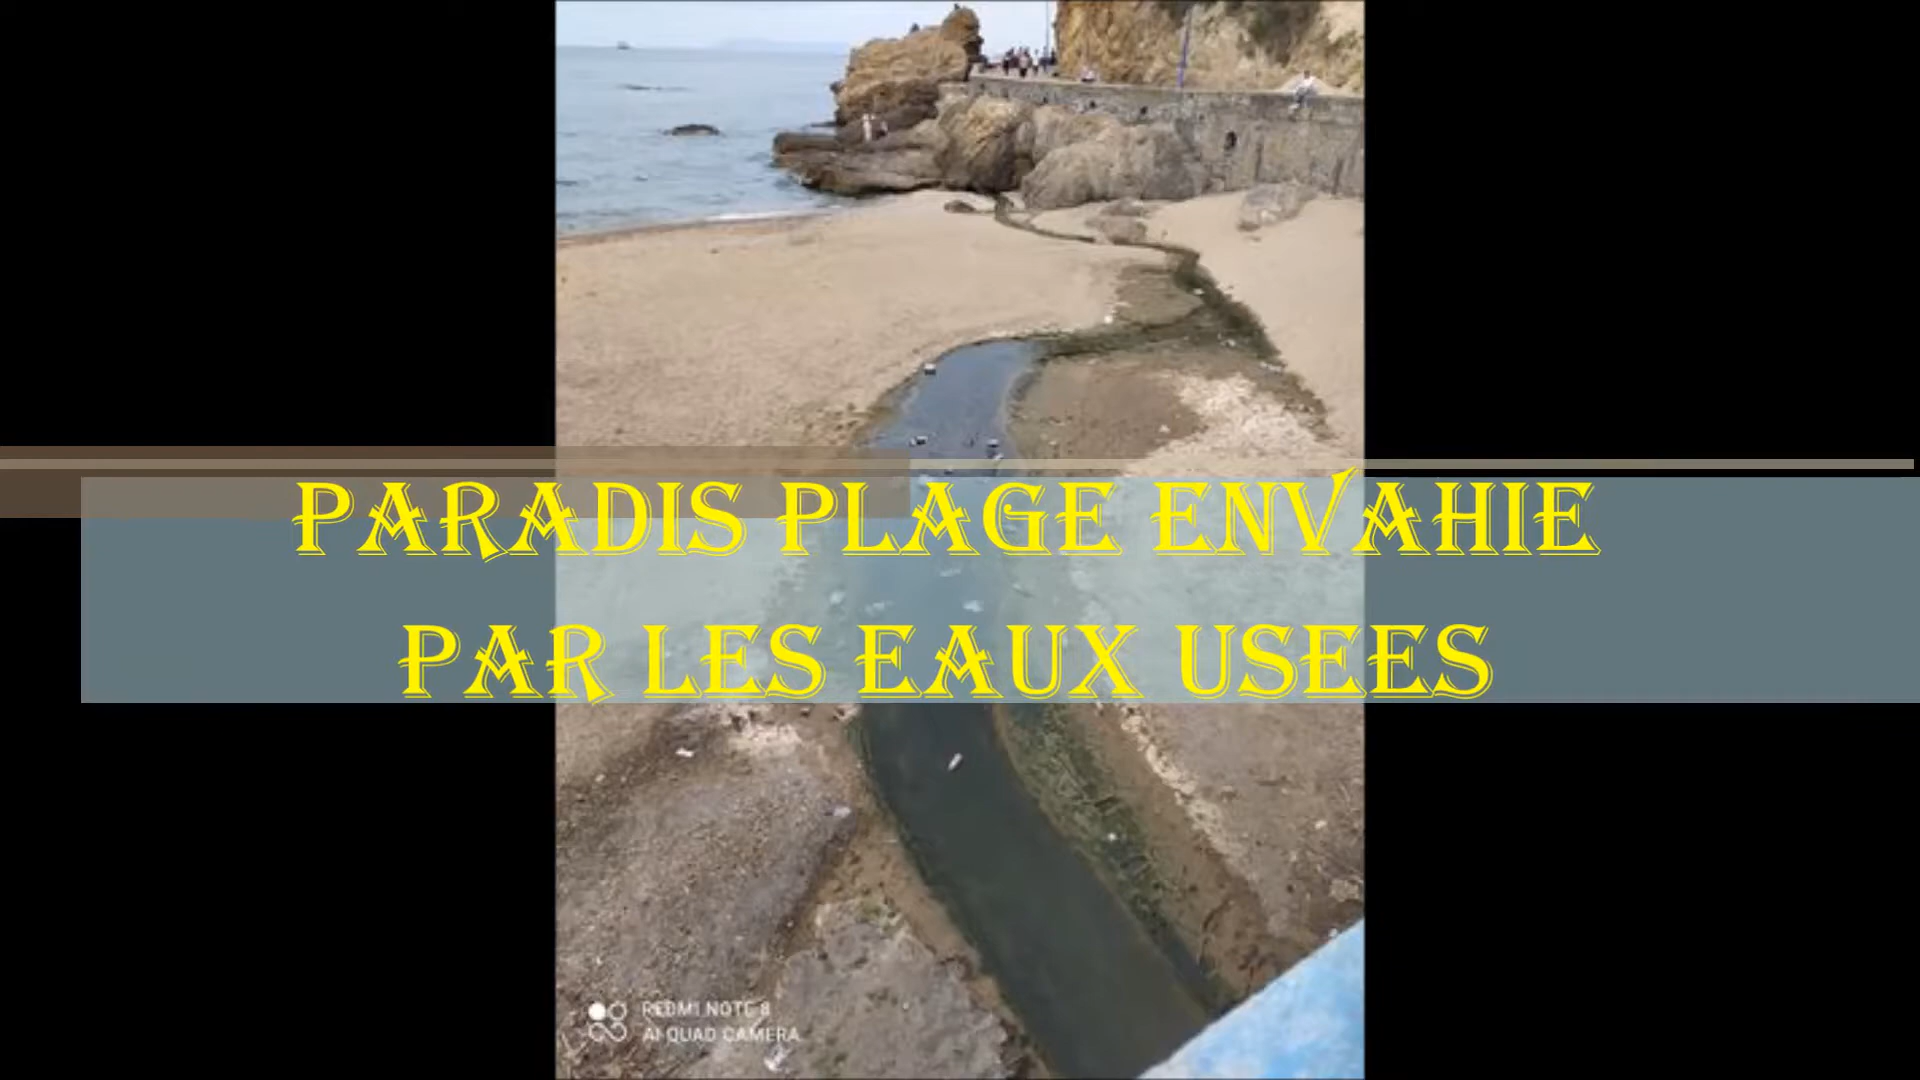 PARADIS PLAGE ENVAHIE
PAR LES EAUX USEES
REDMI NOTE 8
AI QUAD CAMERA